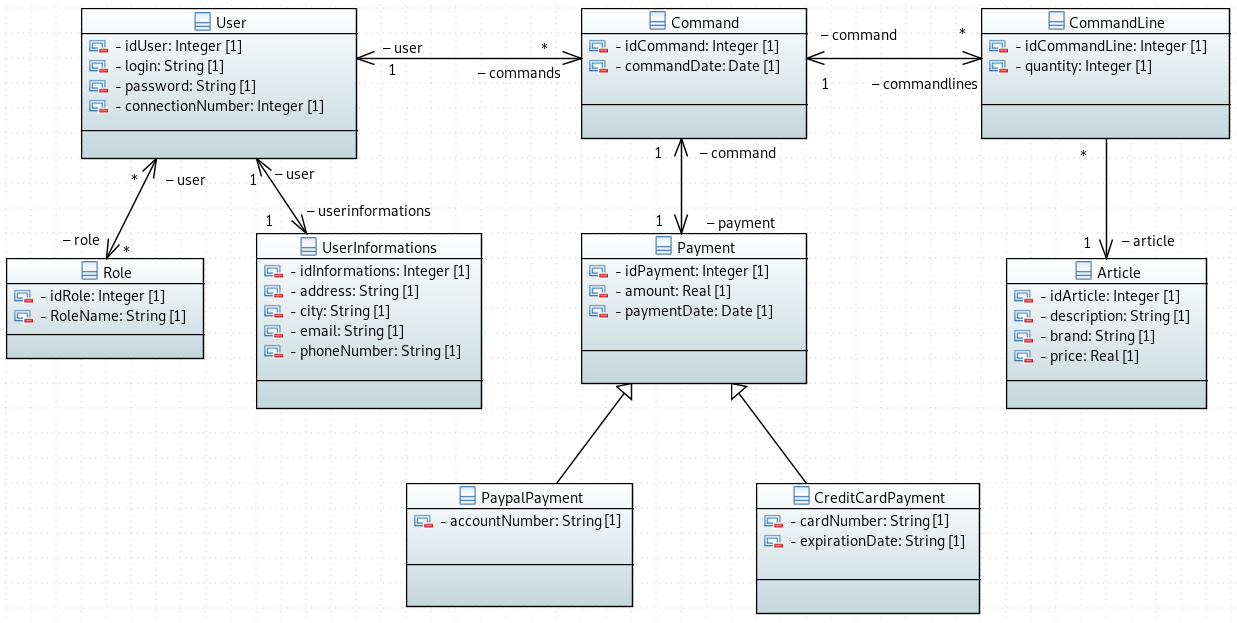 User
- idUser: Integer [1]
- login: String [1]
- password: String [1]
- connectionNumber: Integer [1]
– user
1
*
– commands
Command
- idCommand: Integer [1]
- commandDate: Date [1]
– command
1
*
– commandlines
CommandLine
- idCommandLine: Integer [1]
- quantity: Integer [1]
*
– user
– role
*
1
– user
– userinformations
1
1
– command
1
– payment
*
1
– article
Role
- idRole: Integer [1]
- RoleName: String [1]
UserInformations
- idInformations: Integer [1]
- address: String [1]
- city: String [1]
- email: String [1]
- phoneNumber: String [1]
Payment
- idPayment: Integer [1]
- amount: Real [1]
- paymentDate: Date [1]
Article
- idArticle: Integer [1]
- description: String [1]
- brand: String [1]
- price: Real [1]
PaypalPayment
- accountNumber: String [1]
CreditCardPayment
- cardNumber: String [1]
- expirationDate: String [1]